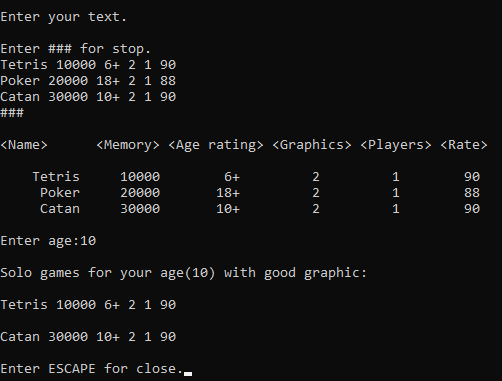 Enter your text.
Enter ### for stop.
Tetris 10000 6+ 2 1 90
Poker 20000 18+ 2 1 88
Catan 30000 10+ 2 1 90
###
<Name> <Memory> <Age rating> <Graphics> <Players> <Rate>
Tetris 10000 6+ 2 1 90
Poker 20000 18+ 2 1 88
Catan 30000 10+ 2 1 90
Enter age:10
Solo games for your age(10) with good graphic:
Tetris 10000 6+ 2 1 90
Catan 30000 10+ 2 1 90
Enter ESCAPE for close.